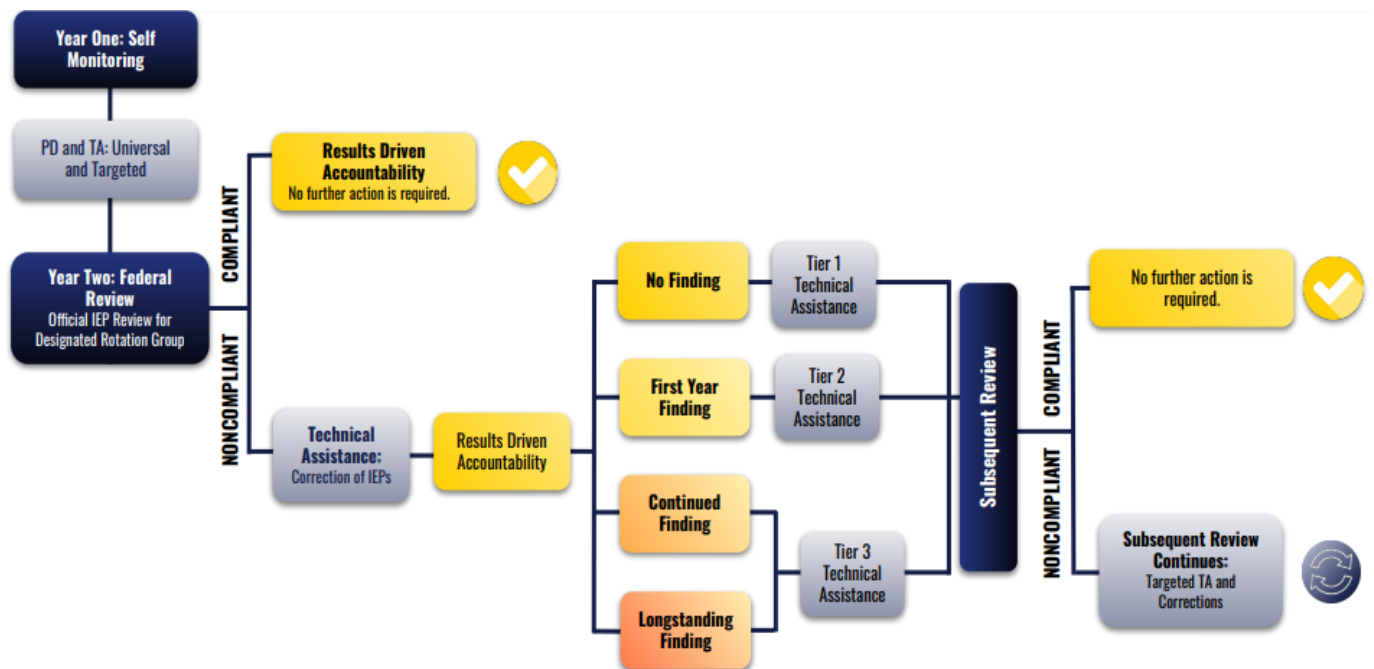 Year One: Self
Monitoring
PD and TA: Universal
and Targeted
Year Two: Federal
Review
Official IEP Review for
Designated Rotation Group
COMPLIANT
NONCOMPLIANT
Results Driven
Accountability
No further action is required.
Technical
Assistance:
Correction of IEPs
Results Driven
Accountability
No Finding
First Year
Finding
Continued
Finding
Longstanding
Finding
Tier 1
Technical
Assistance
Tier 2
Technical
Assistance
Tier 3
Technical
Assistance
Subsequent Review
COMPLIANT
NONCOMPLIANT
No further action is
required.
Subsequent Review
Continues:
Targeted TA and
Corrections